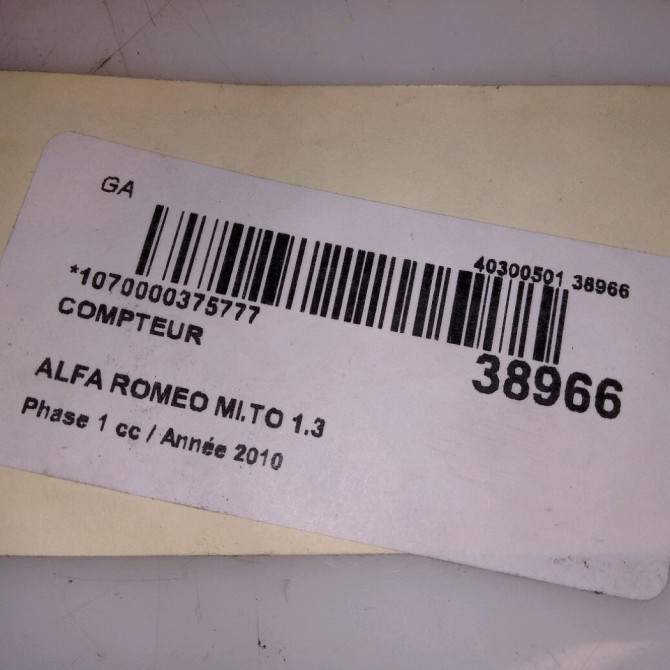 GA
40300501 38966
*1070000375777
COMPTEUR
38966
ALFA ROMEO MI.TO 1.3
Phase 1 cc / Année 2010